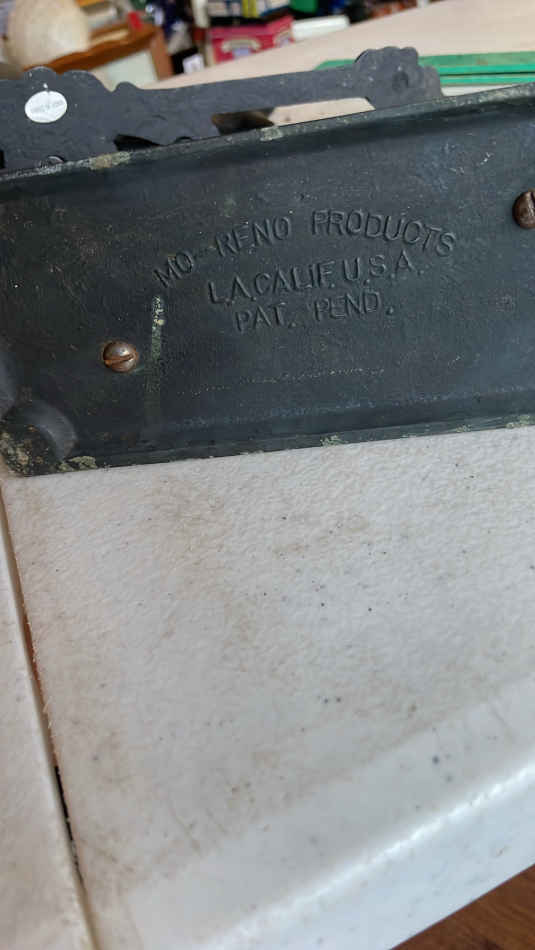 MO-RENO PRODUCTS
L.A. CALIF. U.S.A.
PAT. PEND.